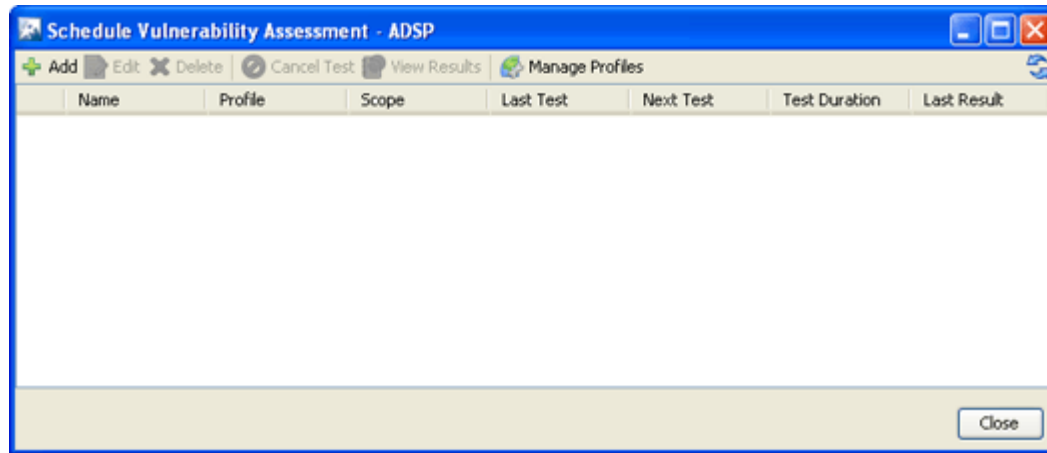 Schedule Vulnerability Assessment - ADSP
Add Edit Delete Cancel Test View Results Manage Profiles
Name Profile Scope Last Test Next Test Test Duration Last Result
Close